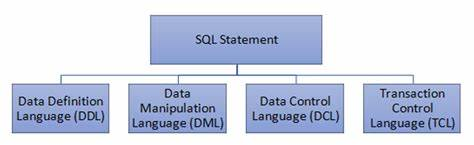 SQL Statement
Data Definition
Language (DDL)
Data
Manipulation
Language (DML)
Data Control
Language (DCL)
Transaction
Control
Language (TCL)